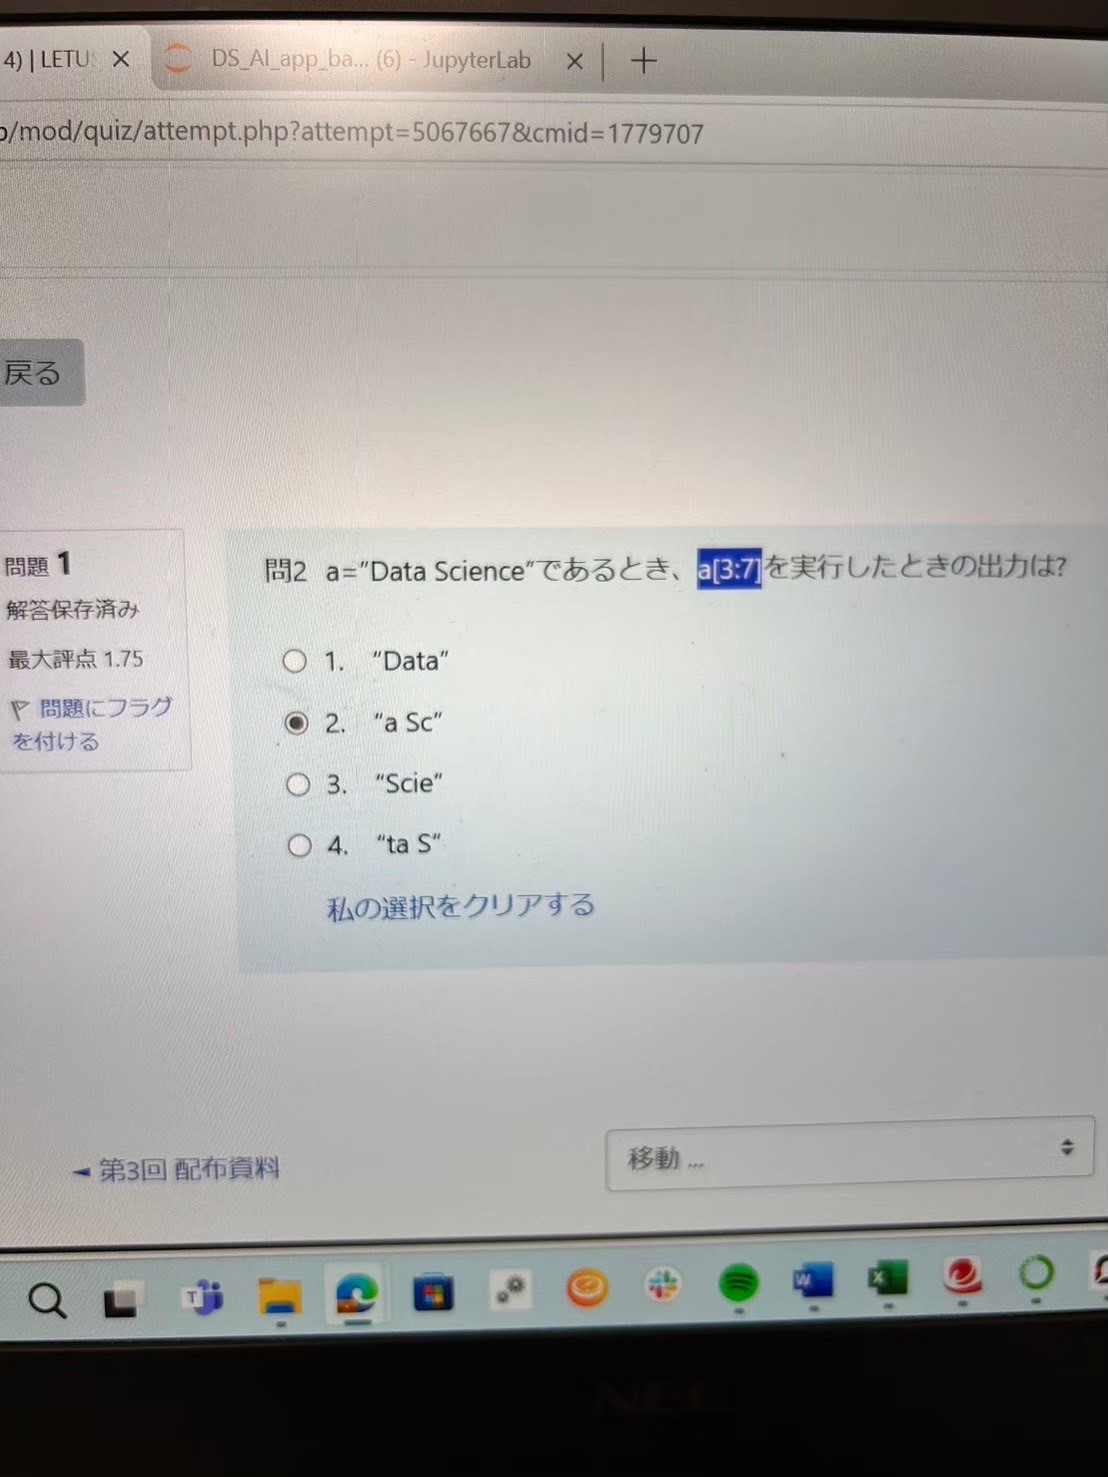 4) | LETUS
DS_AI_app_ba... (6) - JupyterLab
/mod/quiz/attempt.php?attempt=5067667&cmid=1779707
戻る
問題 1
解答保存済み
最大評点 1.75
問題にフラグ
を付ける
問2 a="Data Science"であるとき、a[3:7]を実行したときの出力は?
1. "Data"
2. "a Sc"
3. "Scie"
4. "ta S"
私の選択をクリアする
◄ 第3回 配布資料
移動 ...
NEC